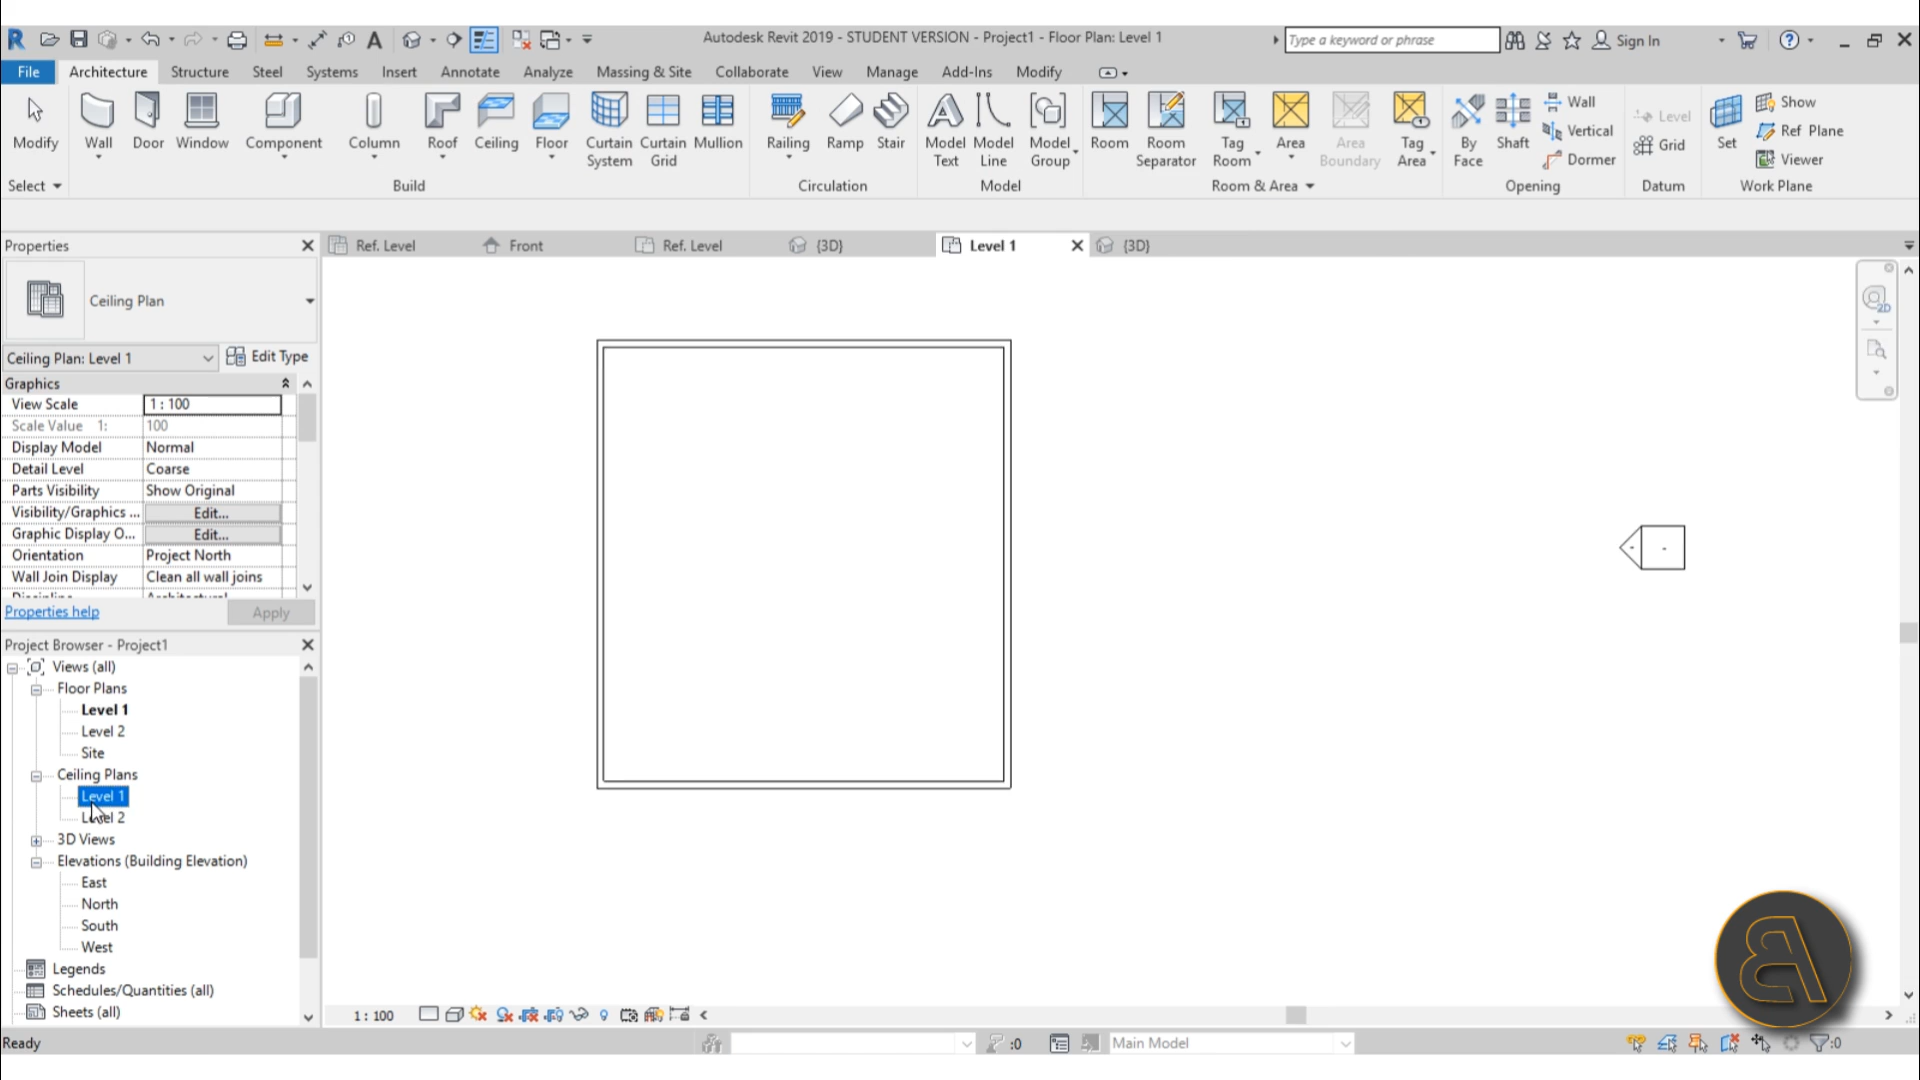 Autodesk Revit 2019 - STUDENT VERSION - Project1 - Floor Plan: Level 1
Type a keyword or phrase
Sign In
File Architecture Structure Steel Systems Insert Annotate Analyze Massing & Site Collaborate View Manage Add-Ins Modify
Modify
Wall
Door
Window
Component
Column
Roof
Ceiling
Floor
Curtain System
Curtain Grid
Mullion
Railing
Ramp
Stair
Model Text
Model Line
Model Group
Room
Room Separator
Tag Room
Area
Area Boundary
Tag Area
By Face
Shaft
Wall
Vertical
Dormer
Level
Grid
Set
Show
Ref Plane
Viewer
Select
Build
Circulation
Model
Room & Area
Opening
Datum
Work Plane
Properties
Ref. Level
Front
Ref. Level
{3D}
Level 1
{3D}
2D
Ceiling Plan
Ceiling Plan: Level 1
Edit Type
Graphics
View Scale 1 : 100
Scale Value 1: 100
Display Model Normal
Detail Level Coarse
Parts Visibility Show Original
Visibility/Graphics ... Edit...
Graphic Display O... Edit...
Orientation Project North
Wall Join Display Clean all wall joins
Properties help
Apply
Project Browser - Project1
Views (all)
Floor Plans
Level 1
Level 2
Site
Ceiling Plans
Level 1
Level 2
3D Views
Elevations (Building Elevation)
East
North
South
West
Legends
Schedules/Quantities (all)
Sheets (all)
1 : 100
Ready
:0
Main Model
:0